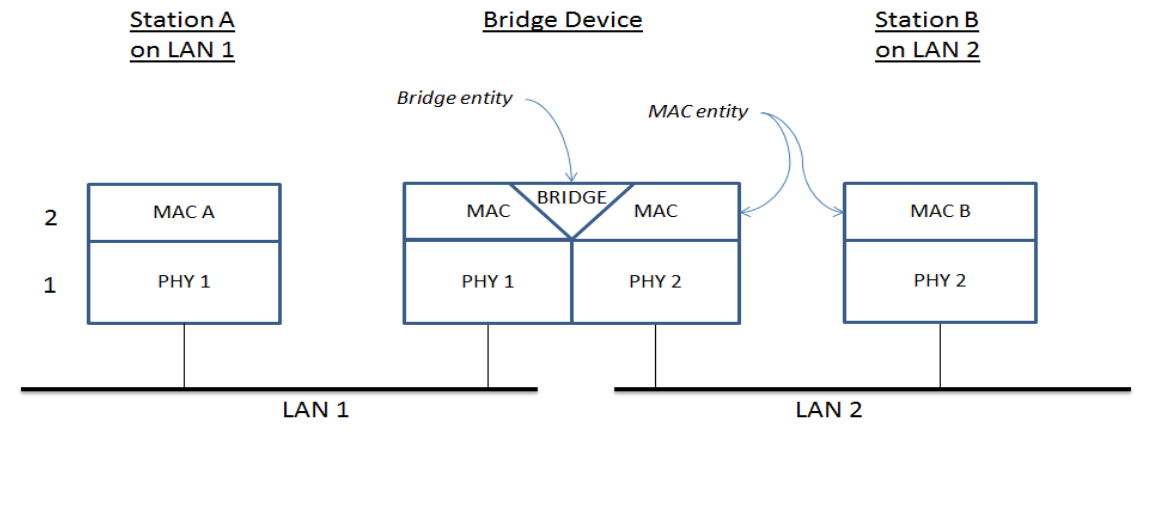 Station A
on LAN 1
Bridge Device
Station B
on LAN 2
Bridge entity
MAC entity
2
MAC A
MAC
BRIDGE
MAC
MAC B
1
PHY 1
PHY 1
PHY 2
PHY 2
LAN 1
LAN 2